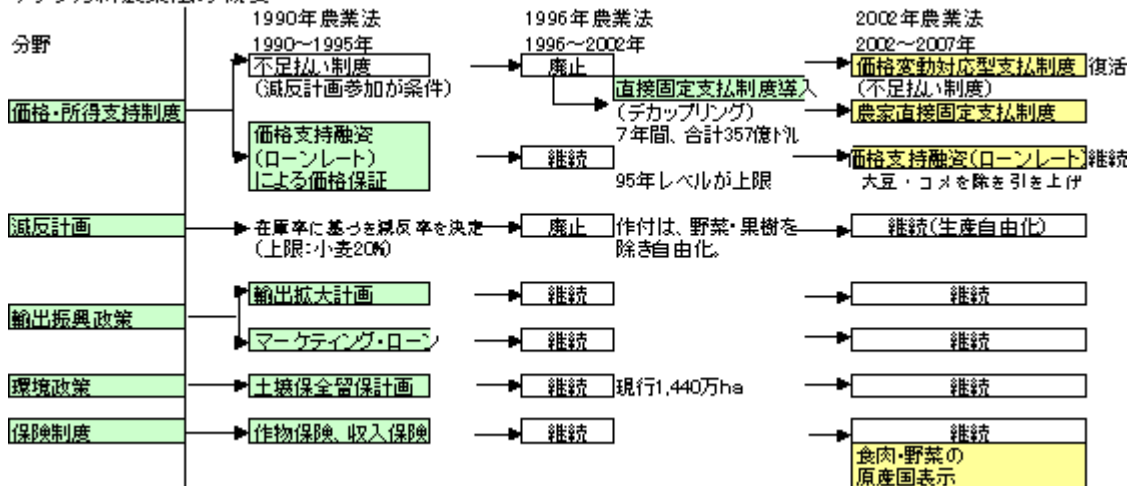 1990年農業法 1996年農業法 2002年農業法
分野 1990～1995年 1996～2002年 2002～2007年
不足払い制度 廃止 価格変動対応型支払制度 復活
(減反計画参加が条件) 直接固定支払制度導入 (不足払い制度)
価格・所得支持制度 (デカップリング) 農家直接固定支払制度
7年間、合計357億ドル
価格支持融資
(ローンレート) 継続 価格支持融資(ローンレート) 継続
による価格保証 95年レベルが上限 大豆・コメを除き引き上げ
減反計画 在庫率に基づき減反率を決定 廃止 作付は、野菜・果樹を 継続(生産自由化)
(上限:小麦20%) 除き自由化。
輸出拡大計画 継続 継続
輸出振興政策
マーケティング・ローン 継続 継続
環境政策 土壌保全留保計画 継続 現行1,440万ha 継続
保険制度 作物保険、収入保険 継続 継続
食肉・野菜の
原産国表示